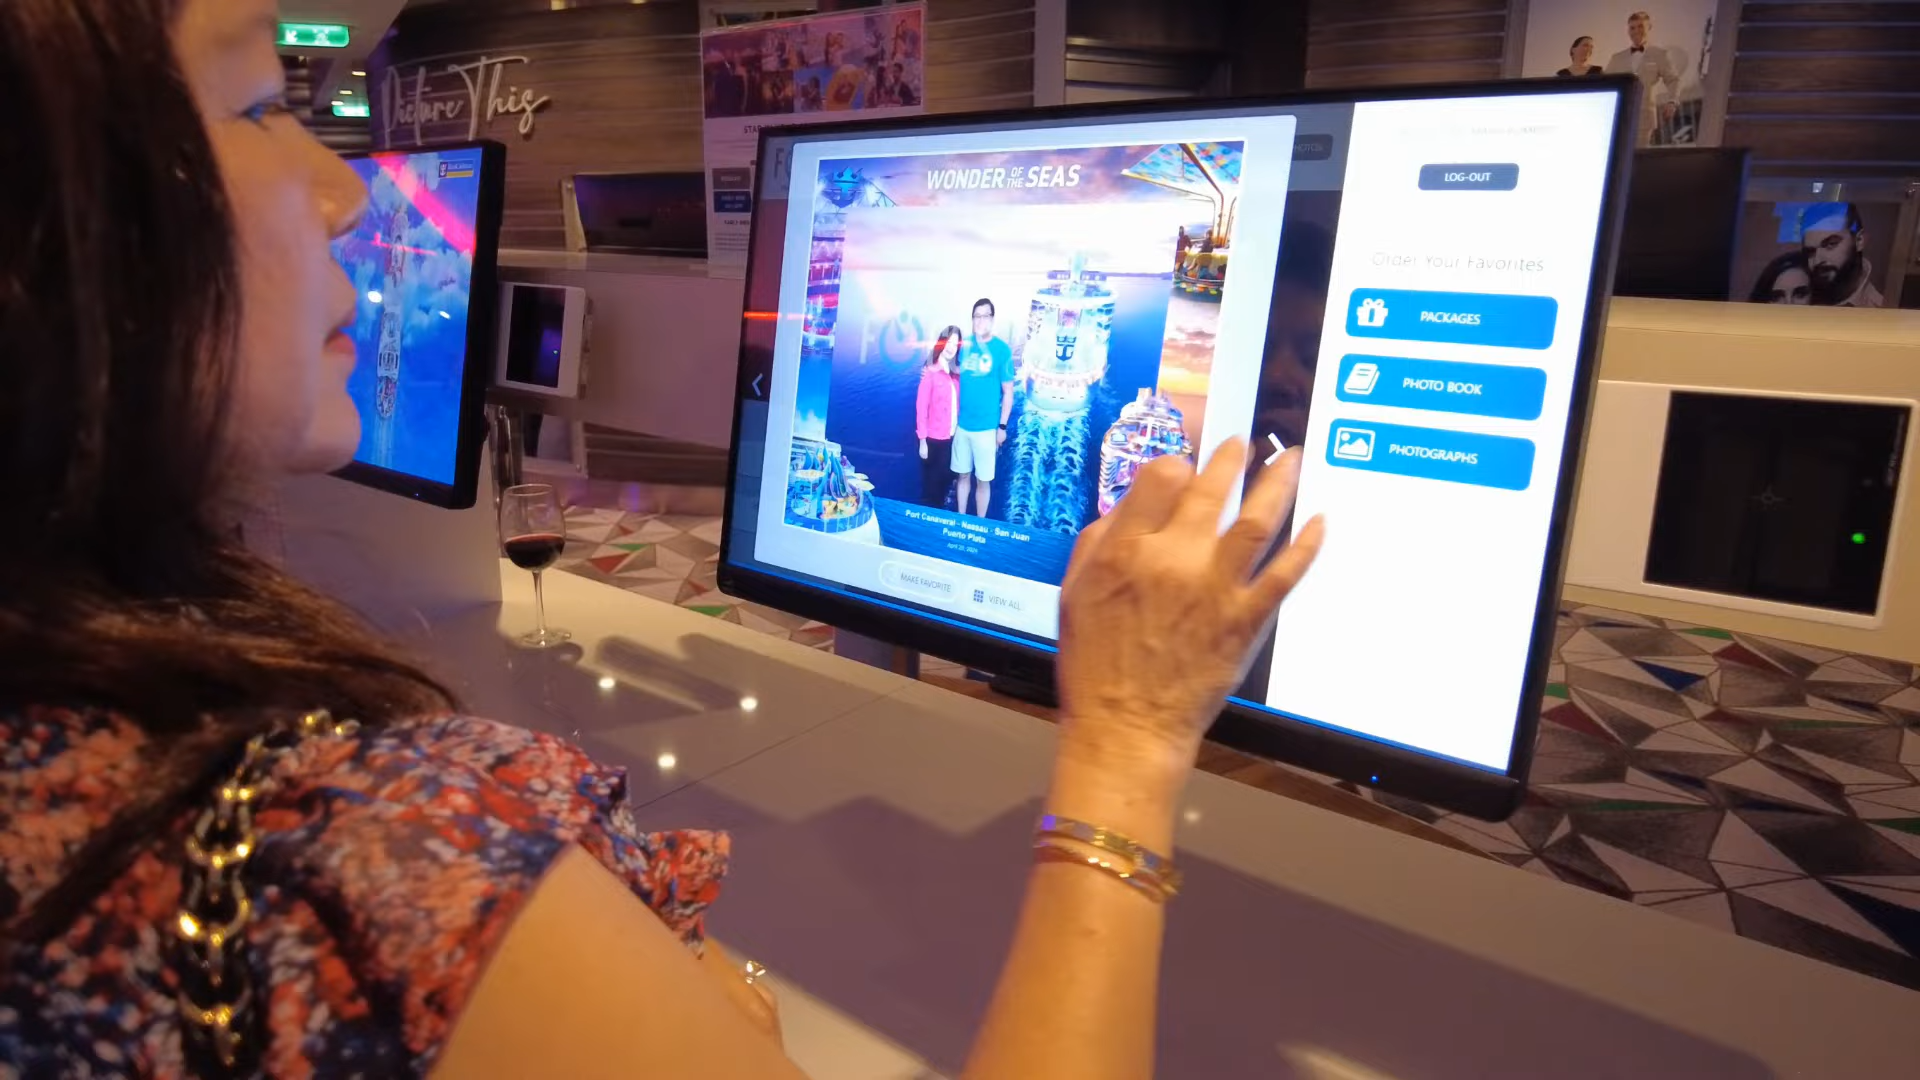 Picture This
WONDER OF THE SEAS
LOG-OUT
Order Your Favorites
PACKAGES
PHOTO BOOK
PHOTOGRAPHS
Port Canaveral - Nassau - San Juan
Puerto Plata
MAKE FAVORITE
VIEW ALL